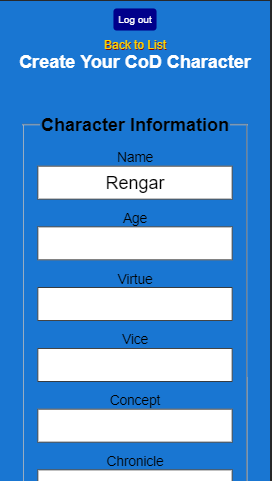 Log out
Back to List
Create Your CoD Character
Character Information
Name
Rengar
Age
Virtue
Vice
Concept
Chronicle